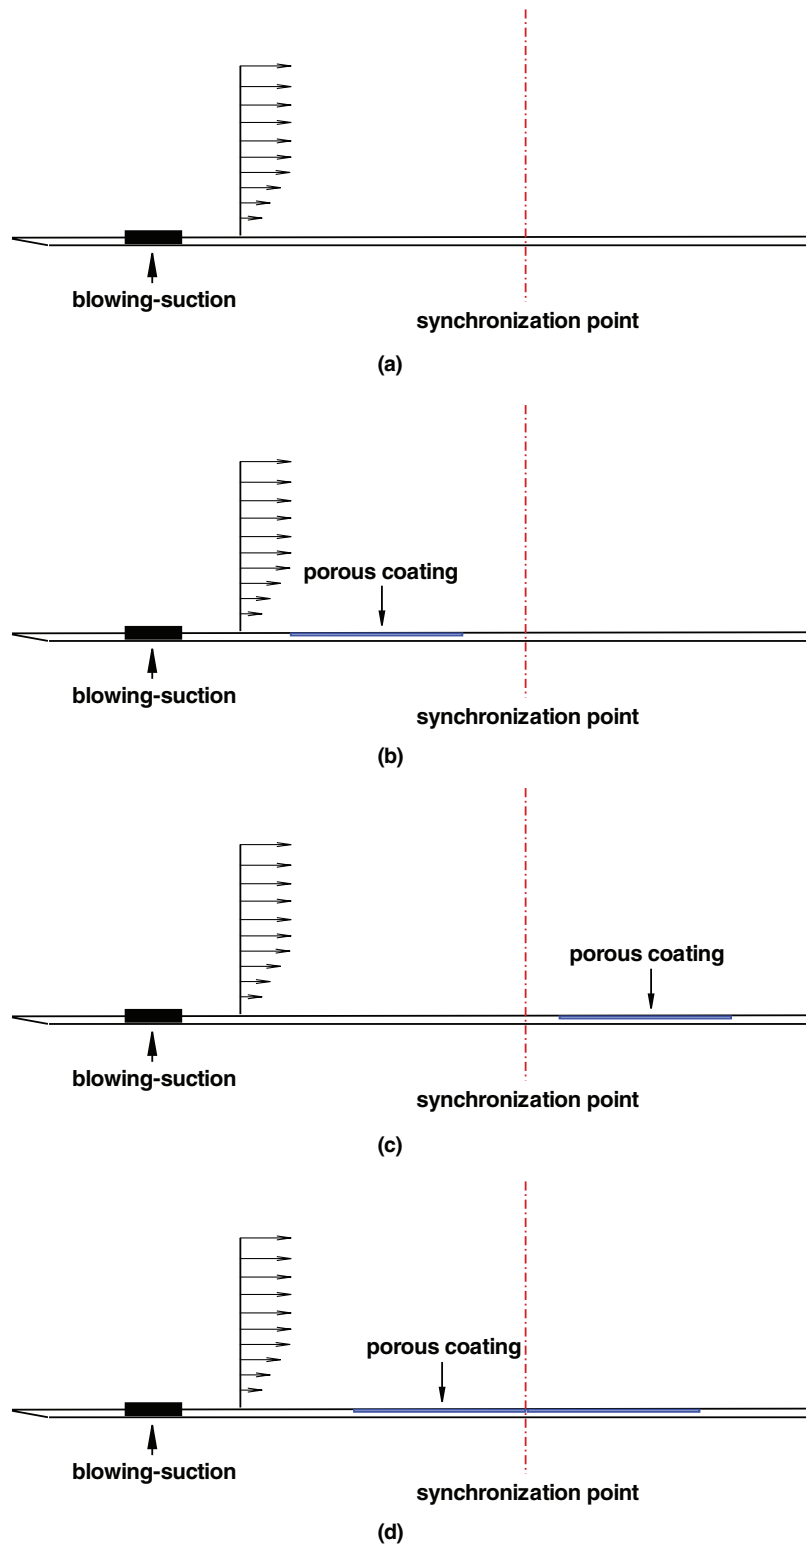 blowing-suction
synchronization point
(a)
porous coating
blowing-suction
synchronization point
(b)
porous coating
blowing-suction
synchronization point
(c)
porous coating
blowing-suction
synchronization point
(d)